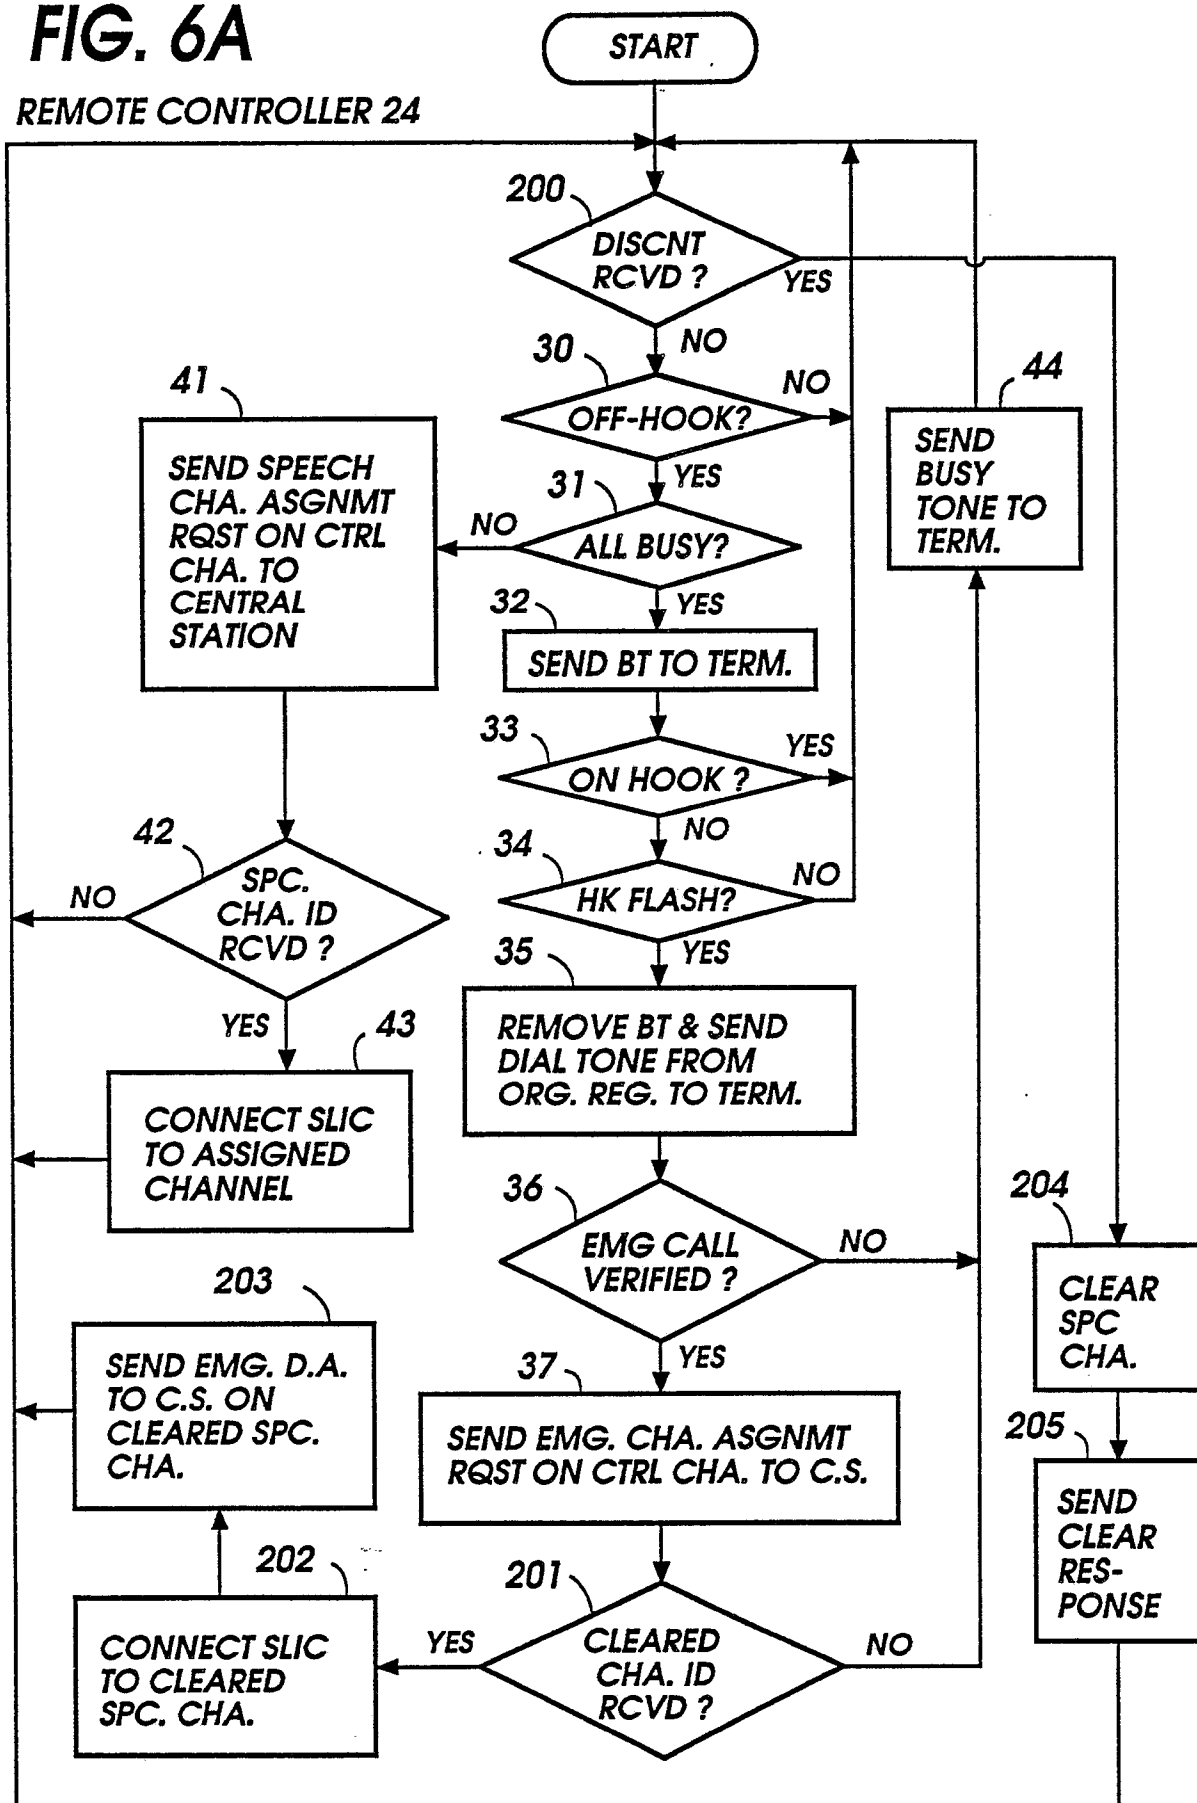 FIG. 6A
START
REMOTE CONTROLLER 24
200
DISCNT
RCVD ?
YES
NO
30
OFF-HOOK?
NO
YES
41
SEND SPEECH
CHA. ASGNMT
RQST ON CTRL
CHA. TO
CENTRAL
STATION
31
ALL BUSY?
NO
YES
44
SEND
BUSY
TONE TO
TERM.
32
SEND BT TO TERM.
33
ON HOOK ?
YES
NO
34
HK FLASH?
NO
YES
42
SPC.
CHA. ID
RCVD ?
NO
YES
43
CONNECT SLIC
TO ASSIGNED
CHANNEL
35
REMOVE BT & SEND
DIAL TONE FROM
ORG. REG. TO TERM.
36
EMG CALL
VERIFIED ?
NO
YES
204
CLEAR
SPC
CHA.
203
SEND EMG. D.A.
TO C.S. ON
CLEARED SPC.
CHA.
37
SEND EMG. CHA. ASGNMT
RQST ON CTRL CHA. TO C.S.
205
SEND
CLEAR
RES-
PONSE
202
CONNECT SLIC
TO CLEARED
SPC. CHA.
201
CLEARED
CHA. ID
RCVD ?
YES
NO